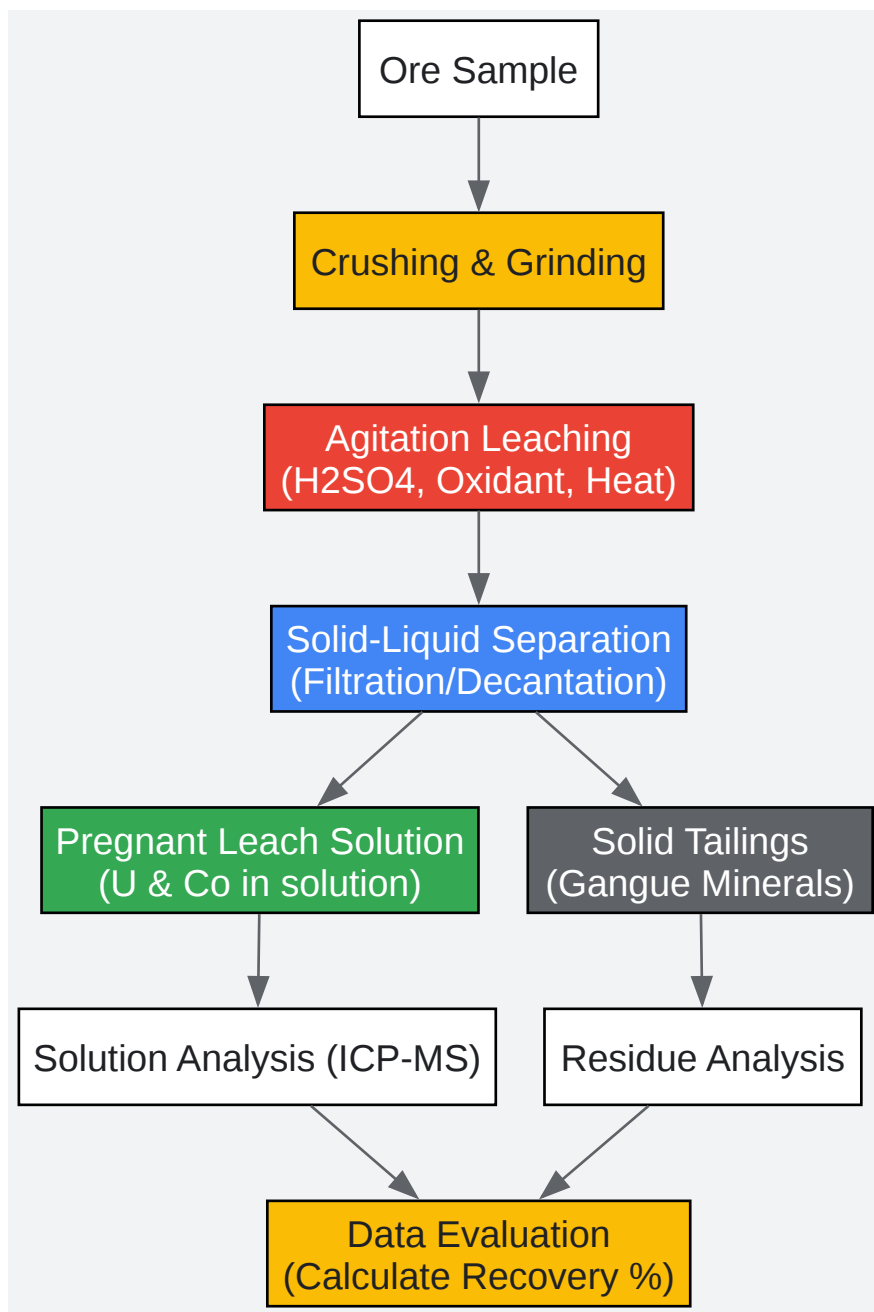 Ore Sample
Crushing & Grinding
Agitation Leaching
(H2SO4, Oxidant, Heat)
Solid-Liquid Separation
(Filtration/Decantation)
Pregnant Leach Solution
(U & Co in solution)
Solid Tailings
(Gangue Minerals)
Solution Analysis (ICP-MS)
Residue Analysis
Data Evaluation
(Calculate Recovery %)